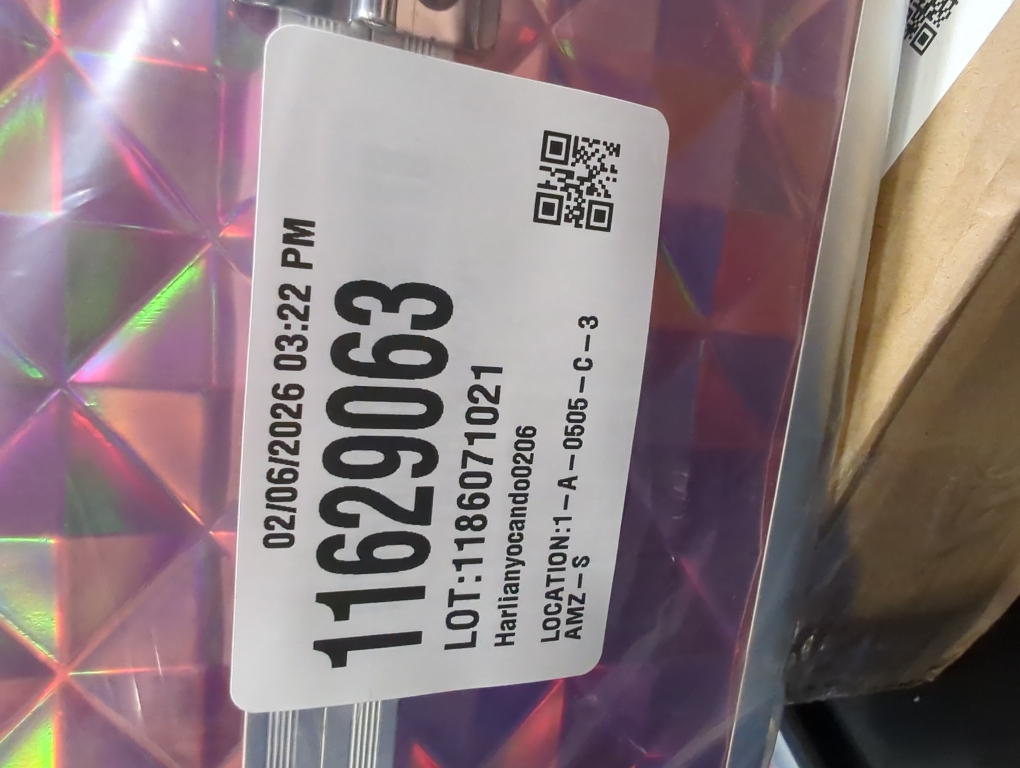 02/06/2026 03:22 PM
11629063
LOT:1186071021
Harlianyocando0206
LOCATION:1-A-0505-C-3
AMZ-S